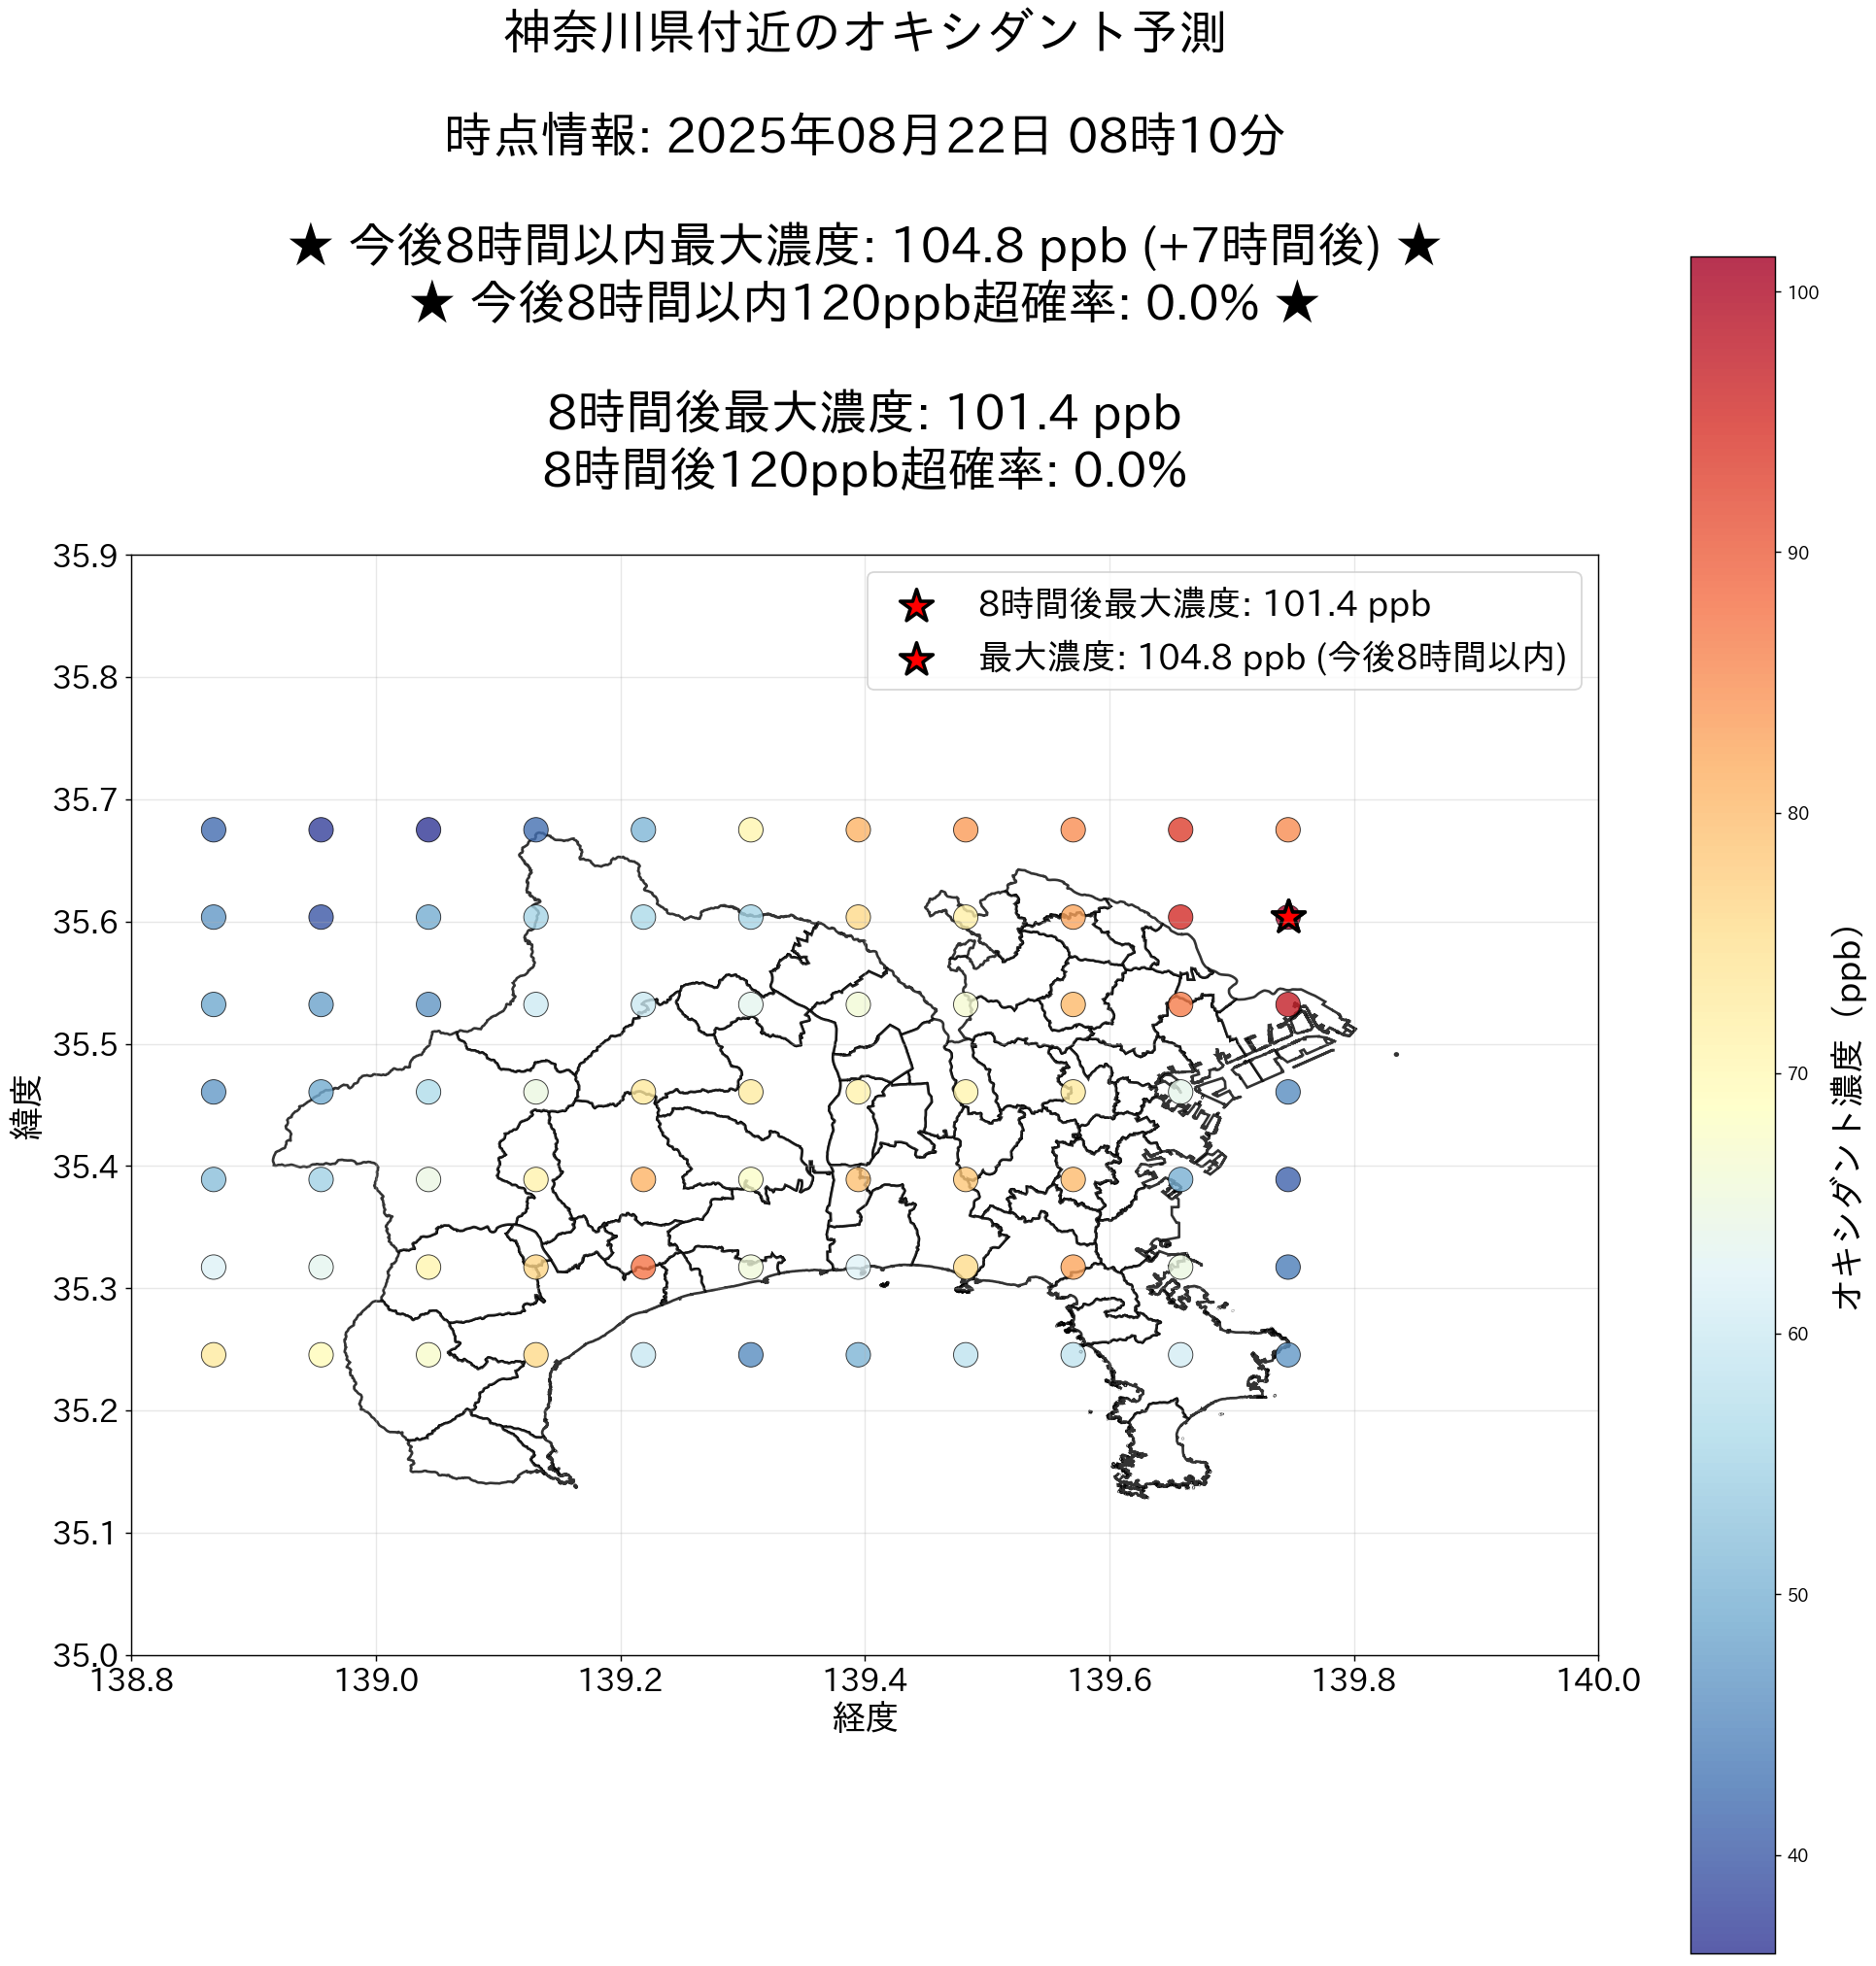 神奈川県付近のオキシダント予測
時点情報: 2025年08月22日 08時10分
★ 今後8時間以内最大濃度: 104.8 ppb (+7時間後) ★
★ 今後8時間以内120ppb超確率: 0.0% ★
8時間後最大濃度: 101.4 ppb
8時間後120ppb超確率: 0.0%
8時間後最大濃度: 101.4 ppb
最大濃度: 104.8 ppb (今後8時間以内)
緯度
35.9
35.8
35.7
35.6
35.5
35.4
35.3
35.2
35.1
35.0
138.8
139.0
139.2
139.4
139.6
139.8
140.0
経度
100
90
80
70
60
50
40
オキシダント濃度 (ppb)